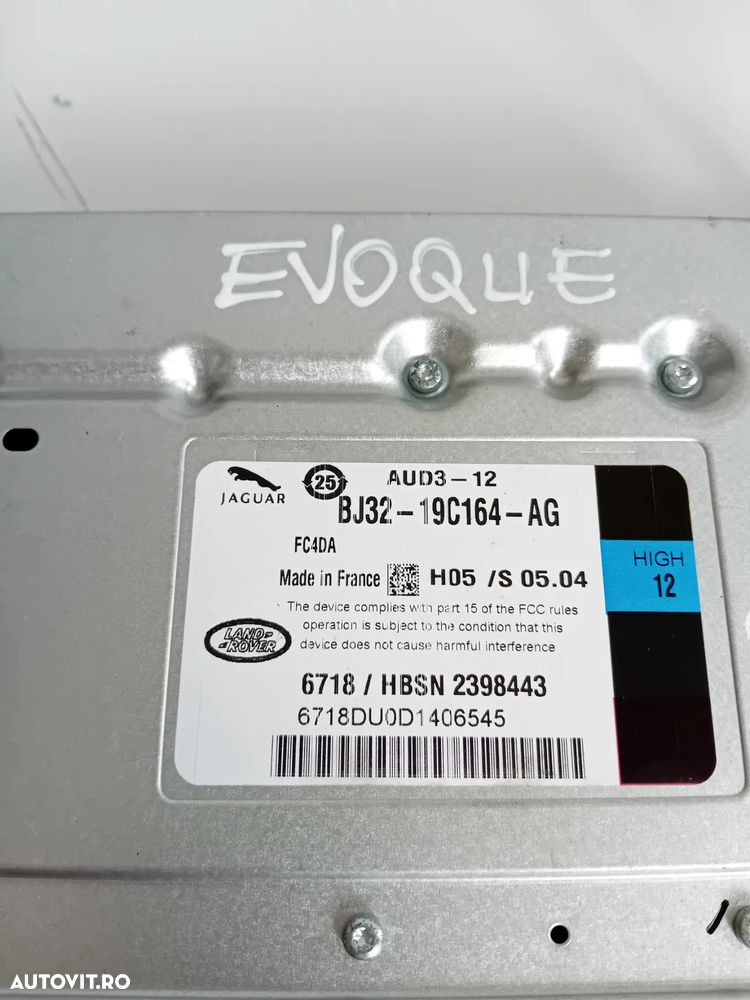 EVOQUE
JAGUAR
25
AUD3-12
BJ32-19C164-AG
FC4DA
Made in France H05 /S 05.04
HIGH
12
The device complies with part 15 of the FCC rules
operation is subject to the condition that this
device does not cause harmful interference
LAND-
-ROVER
6718 / HBSN 2398443
6718DU0D1406545
AUTOVIT.RO